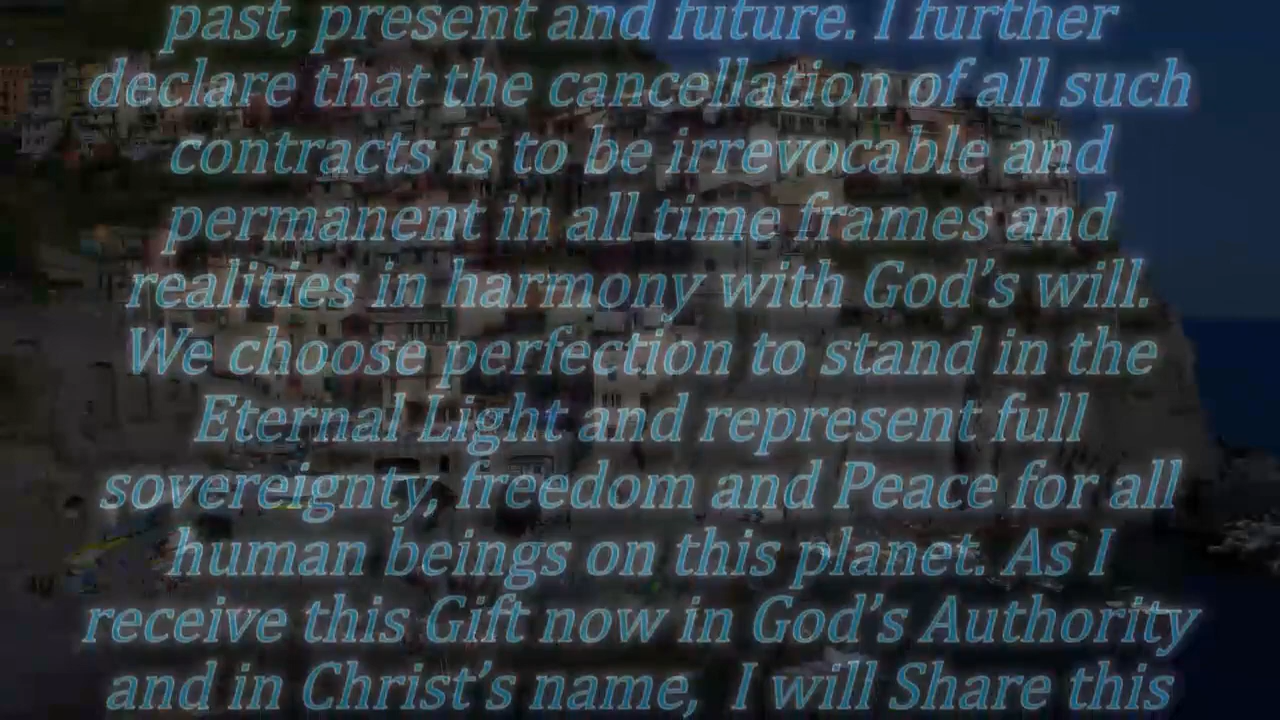 past, present and future. I further
declare that the cancellation of all such
contracts is to be irrevocable and
permanent in all time frames and
realities in harmony with God’s will.
We choose perfection to stand in the
Eternal Light and represent full
sovereignty, freedom and Peace for all
human beings on this planet. As I
receive this Gift now in God’s Authority
and in Christ’s name, I will Share this